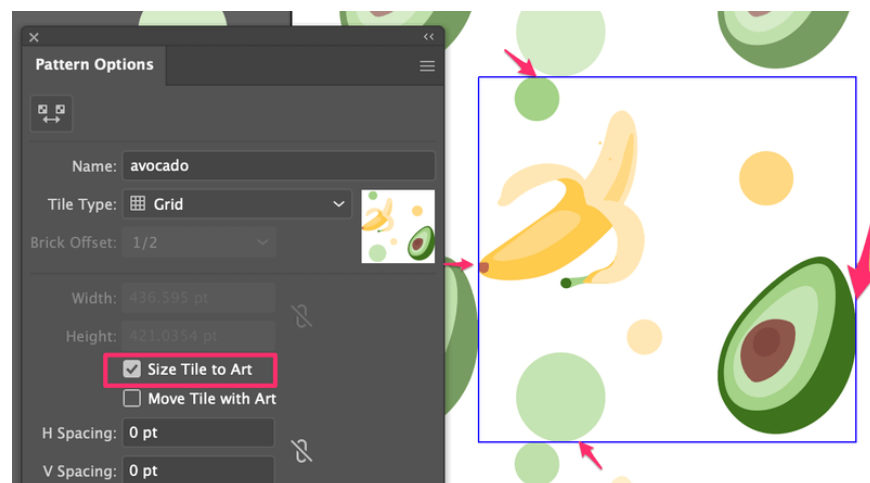 Pattern Options
Name: avocado
Tile Type: Grid
Brick Offset: 1/2
Width: 436.595 pt
Height: 421.0354 pt
Size Tile to Art
Move Tile with Art
H Spacing: 0 pt
V Spacing: 0 pt